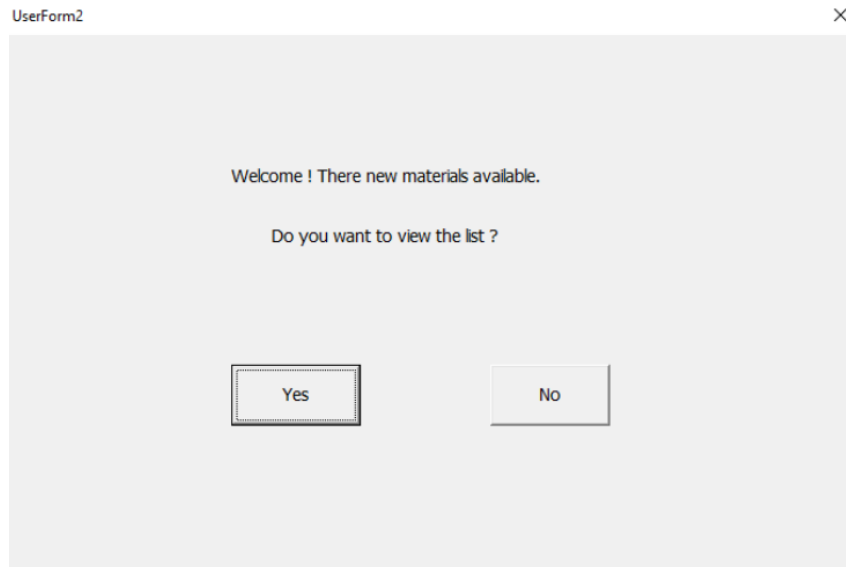 UserForm2
Welcome ! There new materials available.
Do you want to view the list ?
Yes No